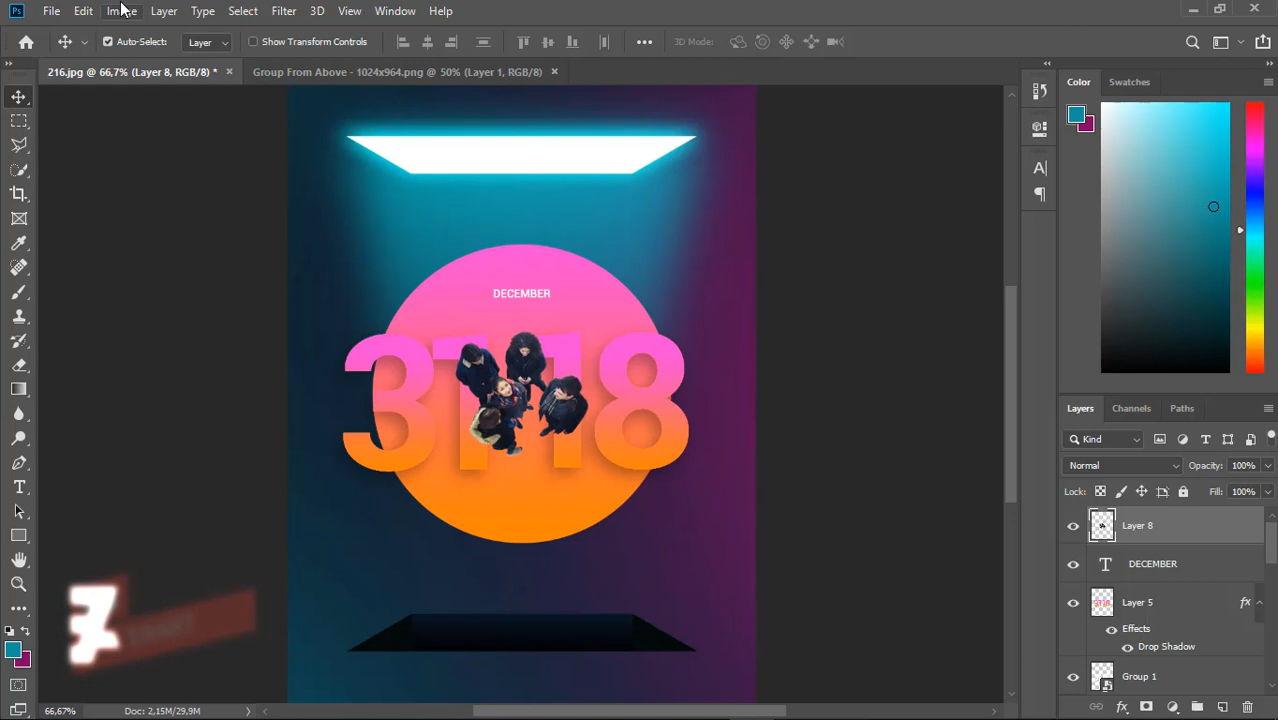 Ps File Edit Image Layer Type Select Filter 3D View Window Help
Auto-Select: Layer Show Transform Controls 3D Mode:
216.jpg @ 66,7% (Layer 8, RGB/8) * Group From Above - 1024x964.png @ 50% (Layer 1, RGB/8)
Color Swatches
DECEMBER
31 18
Layers Channels Paths
Kind
Normal Opacity: 100%
Lock: Fill: 100%
Layer 8
T DECEMBER
Layer 5 fx
Effects
Drop Shadow
Group 1
66,67% Doc: 2,15M/29,9M